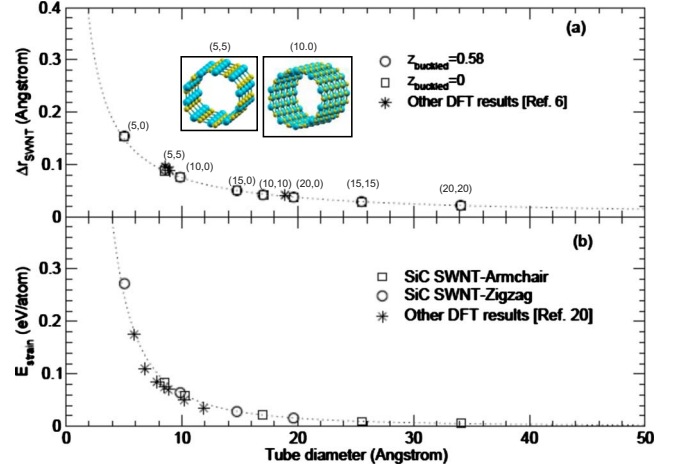 0.4
(a)
(5,5)
(10.0)
z_buckled=0.58
z_buckled=0
Other DFT results [Ref. 6]
0.3
0.2
0.1
0
Δr_SWNT (Angstrom)
(5,0)
(5,5)
(10,0)
(15,0)
(10,10)
(20,0)
(15,15)
(20,20)
(b)
SiC SWNT-Armchair
SiC SWNT-Zigzag
Other DFT results [Ref. 20]
0.3
0.2
0.1
0
E_strain (eV/atom)
0 10 20 30 40 50
Tube diameter (Angstrom)